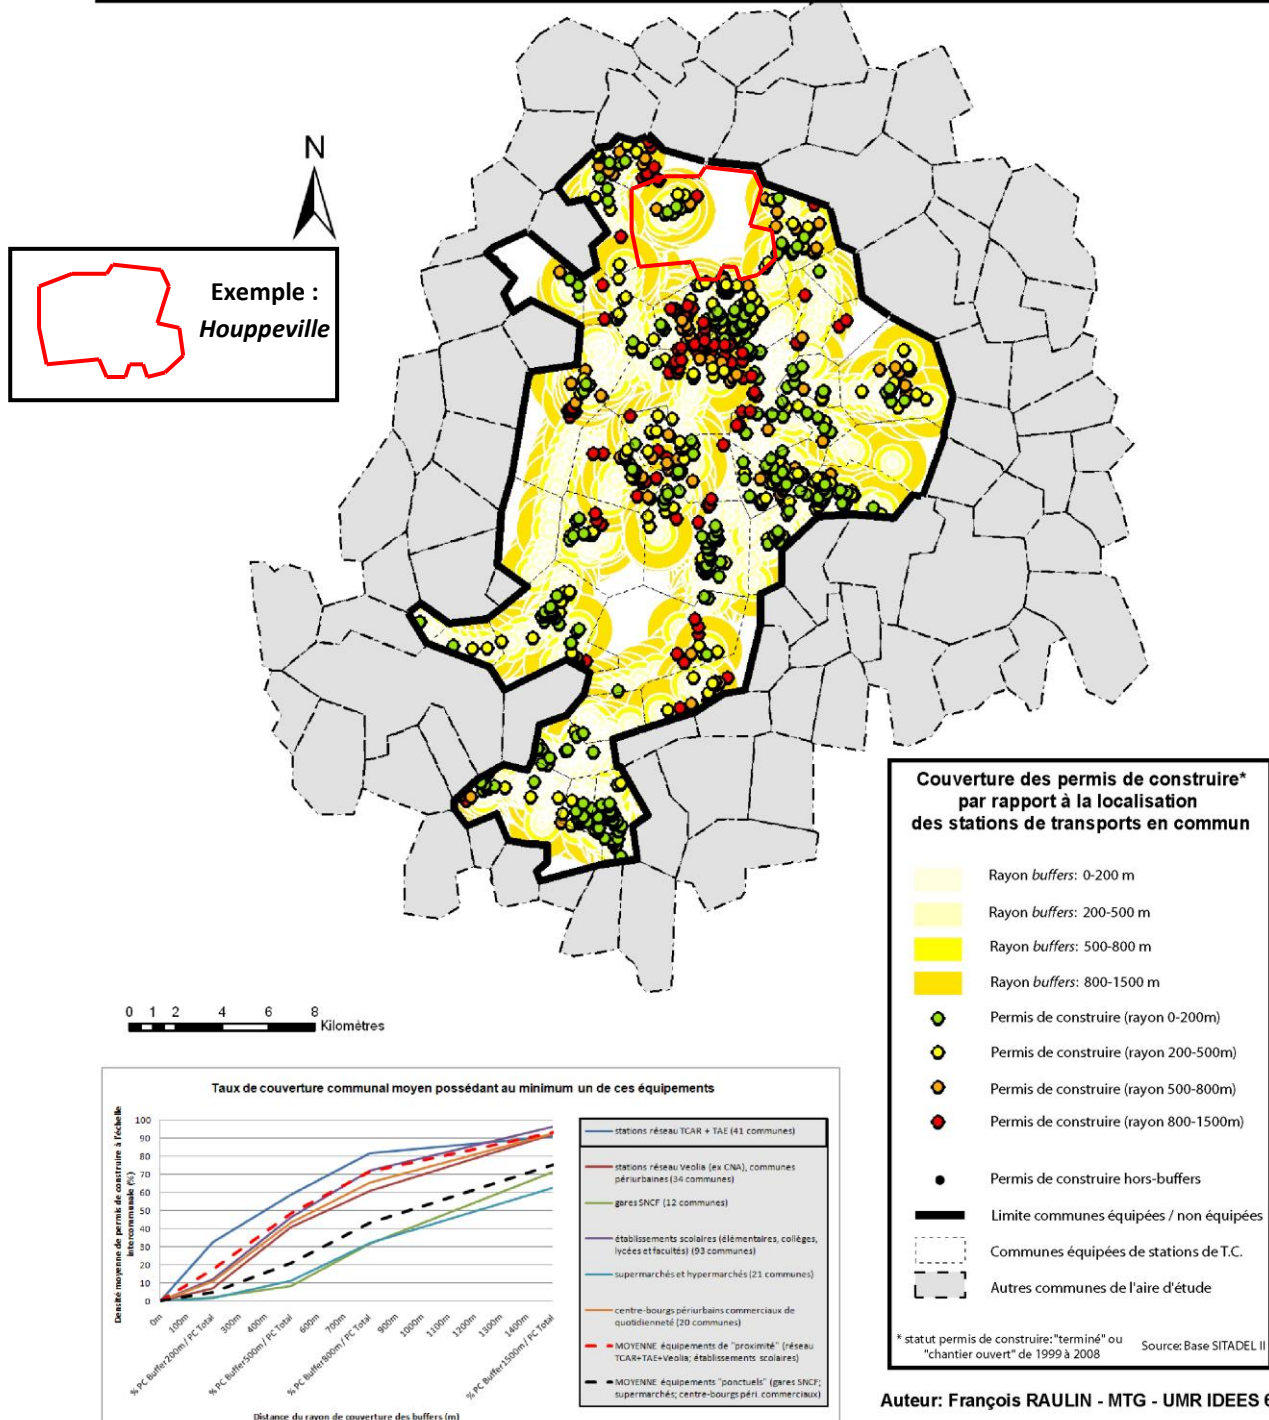 N
Exemple :
Houppeville
0 1 2 4 6 8
Kilomètres
Couverture des permis de construire*
par rapport à la localisation
des stations de transports en commun
Rayon buffers: 0-200 m
Rayon buffers: 200-500 m
Rayon buffers: 500-800 m
Rayon buffers: 800-1500 m
Permis de construire (rayon 0-200m)
Permis de construire (rayon 200-500m)
Permis de construire (rayon 500-800m)
Permis de construire (rayon 800-1500m)
Permis de construire hors-buffers
Limite communes équipées / non équipées
Communes équipées de stations de T.C.
Autres communes de l'aire d'étude
* statut permis de construire: "terminé" ou
"chantier ouvert" de 1999 à 2008
Source: Base SITADEL II
Auteur: François RAULIN - MTG - UMR IDEES 6
Taux de couverture communal moyen possédant au minimum un de ces équipements
Densité moyenne de permis de construire à l'échelle
intercommunale (%)
100
90
80
70
60
50
40
30
20
10
0
0m
100m
% PC Buffer200m / PC Total
300m
400m
% PC Buffer500m / PC Total
600m
700m
% PC Buffer800m / PC Total
900m
1000m
1100m
1200m
1300m
1400m
% PC Buffer1500m / PC Total
Distance du rayon de couverture des buffers (m)
stations réseau TCAR + TAE (41 communes)
stations réseau Veolia (ex CNA), communes
périurbaines (34 communes)
gares SNCF (12 communes)
établissements scolaires (élémentaires, collèges,
lycées et facultés) (93 communes)
supermarchés et hypermarchés (21 communes)
centre-bourgs périurbains commerciaux de
quotidienneté (20 communes)
MOYENNE équipements de "proximité" (réseau
TCAR+TAE+Veolia; établissements scolaires)
MOYENNE équipements "ponctuels" (gares SNCF;
supermarchés; centre-bourgs péri. commerciaux)